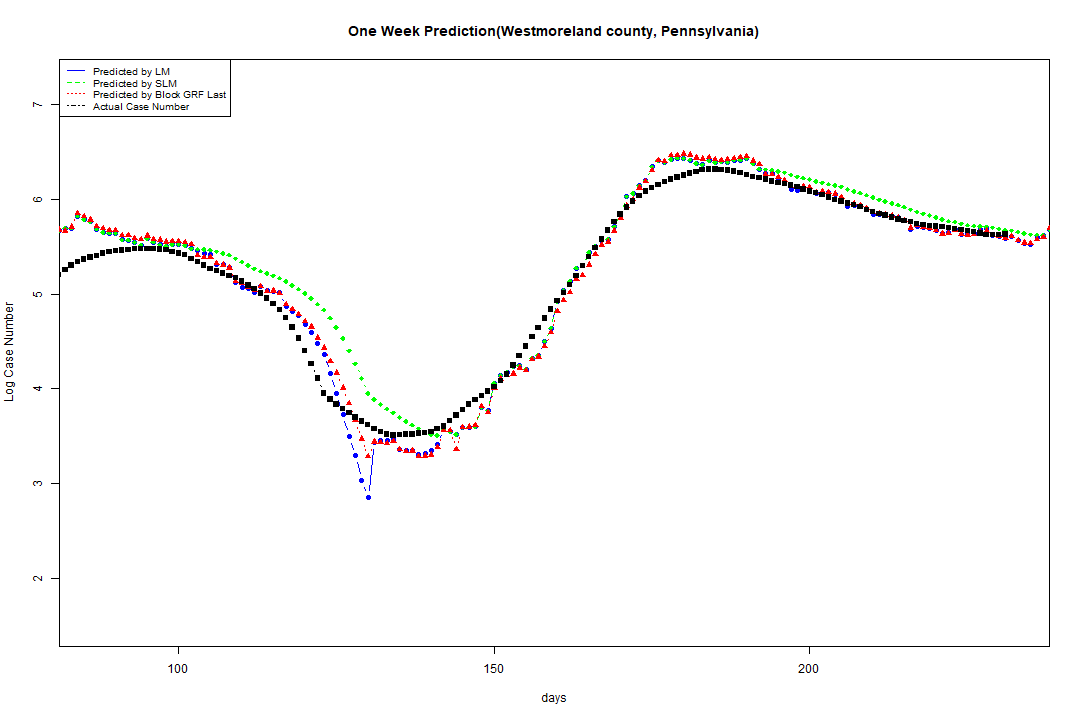 One Week Prediction(Westmoreland county, Pennsylvania)
Predicted by LM
Predicted by SLM
Predicted by Block GRF Last
Actual Case Number
7
6
5
4
3
2
Log Case Number
100
150
200
days